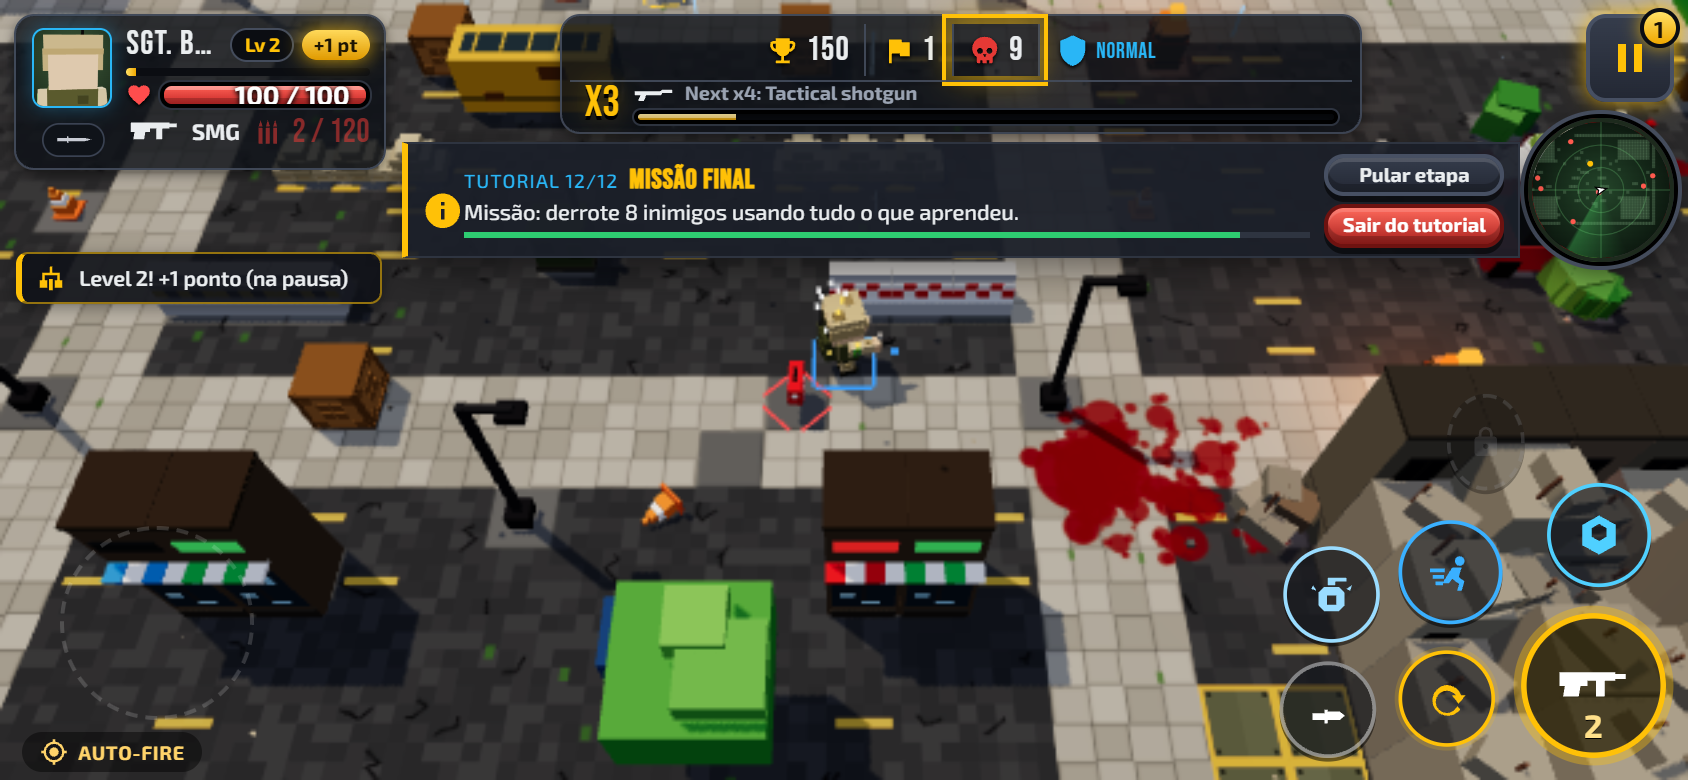 SGT. B...
Lv 2
+1 pt
100 / 100
SMG
2 / 120
150
1
9
NORMAL
X3
Next x4: Tactical shotgun
1
TUTORIAL 12/12 MISSÃO FINAL
Missão: derrote 8 inimigos usando tudo o que aprendeu.
Pular etapa
Sair do tutorial
Level 2! +1 ponto (na pausa)
2
AUTO-FIRE